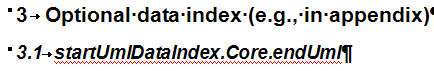 3 Optional data index (e.g., in appendix)
3.1 startUmlDataIndex.Core.endUml¶